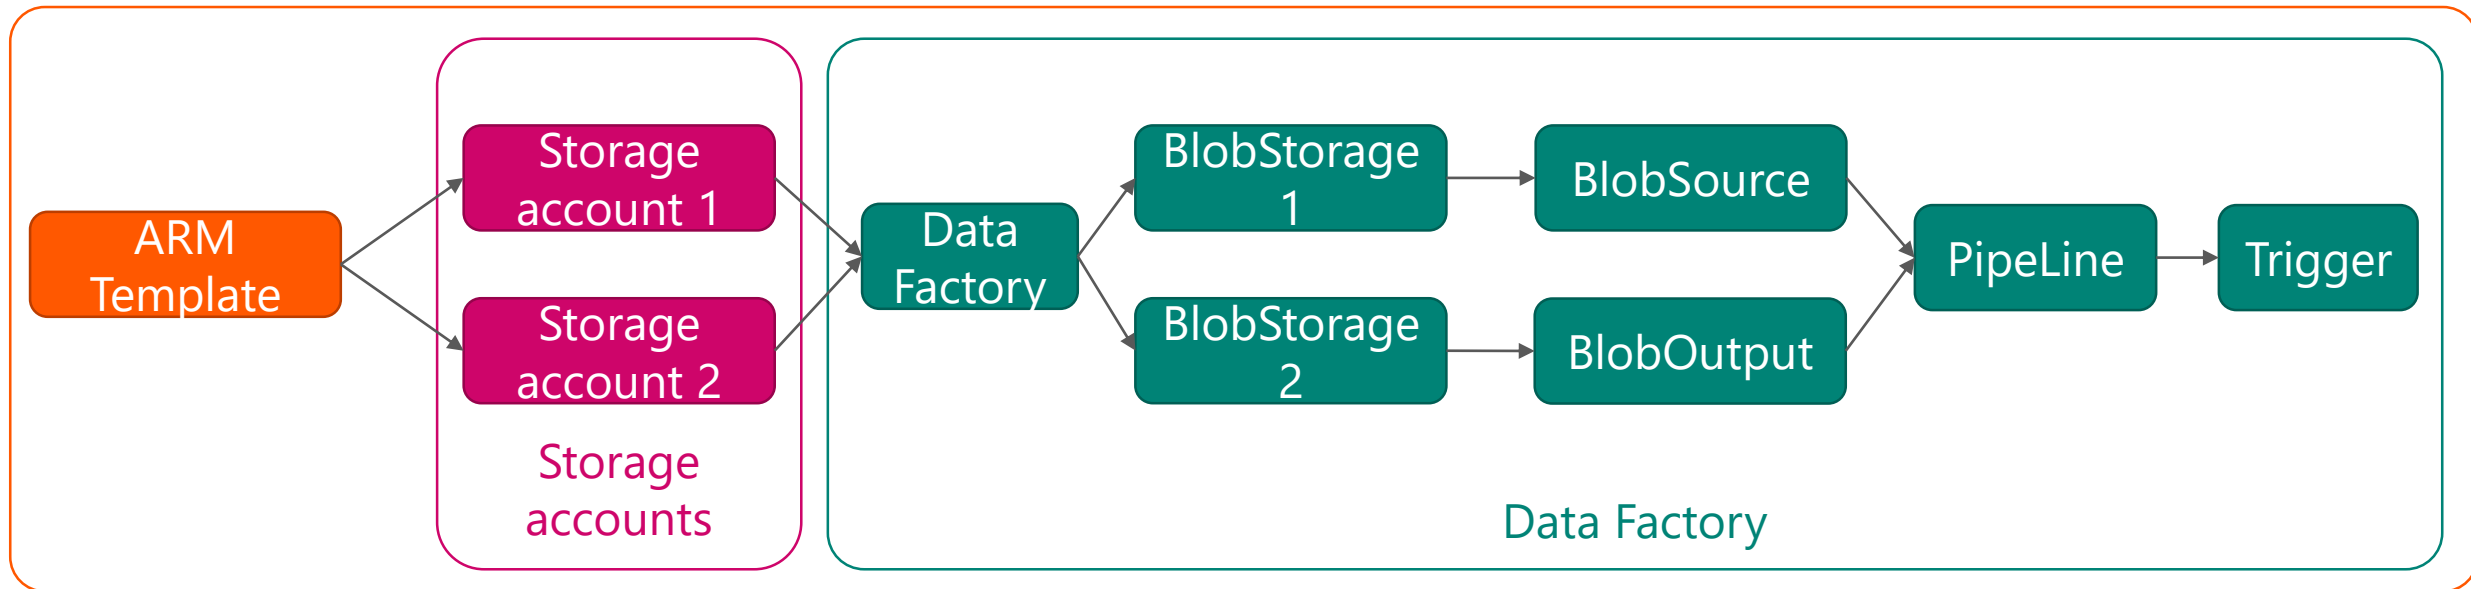 ARM
Template
Storage
account 1
Storage
account 2
Storage
accounts
Data
Factory
BlobStorage
1
BlobStorage
2
BlobSource
BlobOutput
PipeLine
Trigger
Data Factory